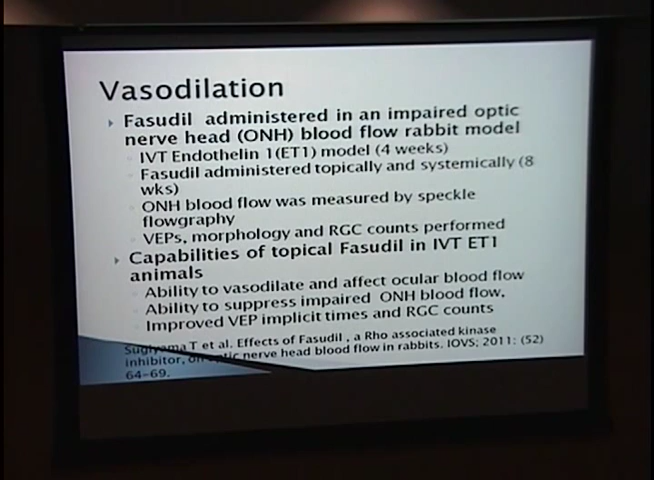 Vasodilation
Fasudil administered in an impaired optic
nerve head (ONH) blood flow rabbit model
IVT Endothelin 1(ET1) model (4 weeks)
Fasudil administered topically and systemically (8
wks)
ONH blood flow was measured by speckle
flowgraphy
VEPs, morphology and RGC counts performed
Capabilities of topical Fasudil in IVT ET1
animals
Ability to vasodilate and affect ocular blood flow
Ability to suppress impaired ONH blood flow,
Improved VEP implicit times and RGC counts
Sugiyama T et al. Effects of Fasudil , a Rho associated kinase
inhibitor, on optic nerve head blood flow in rabbits. IOVS; 2011: (52)
64-69.